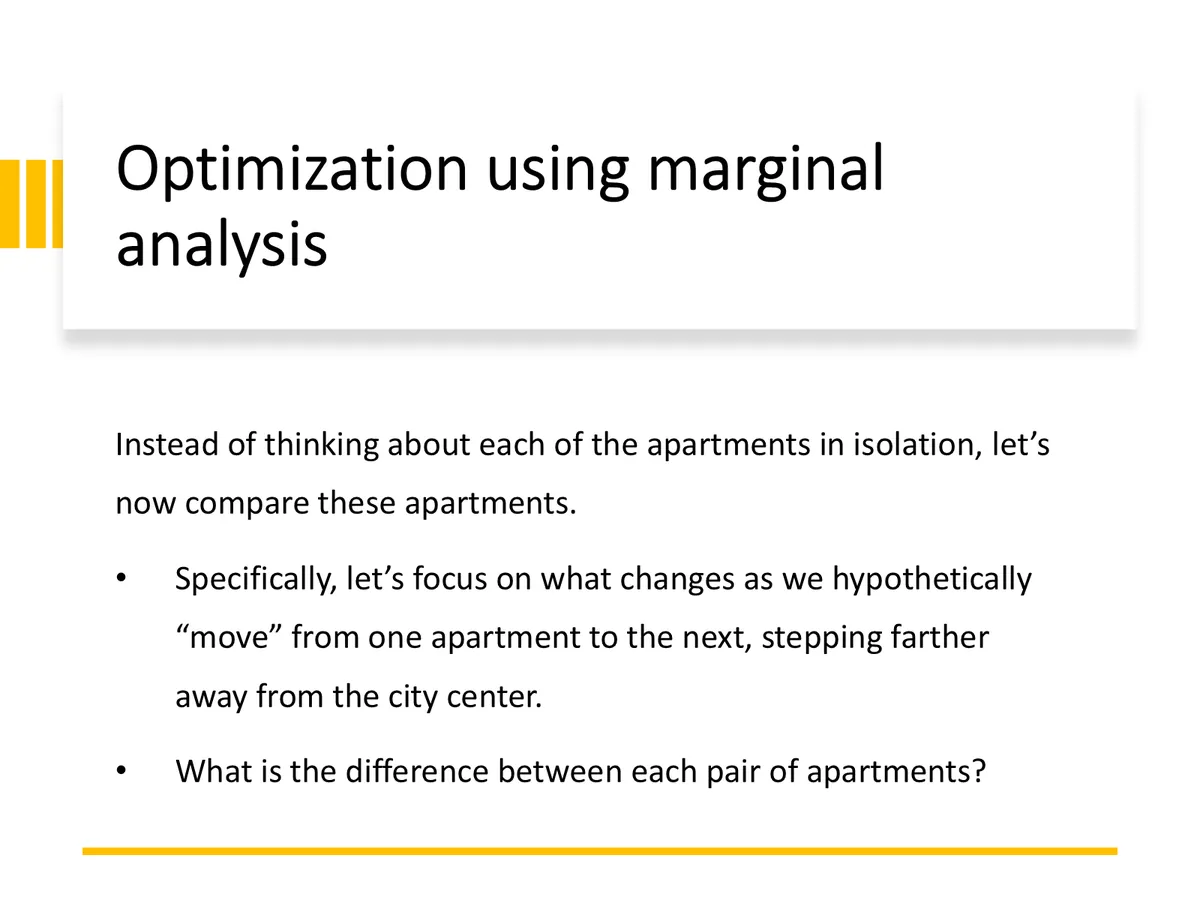 Optimization using marginal
analysis
Instead of thinking about each of the apartments in isolation, let’s
now compare these apartments.
• Specifically, let’s focus on what changes as we hypothetically
“move” from one apartment to the next, stepping farther
away from the city center.
• What is the difference between each pair of apartments?